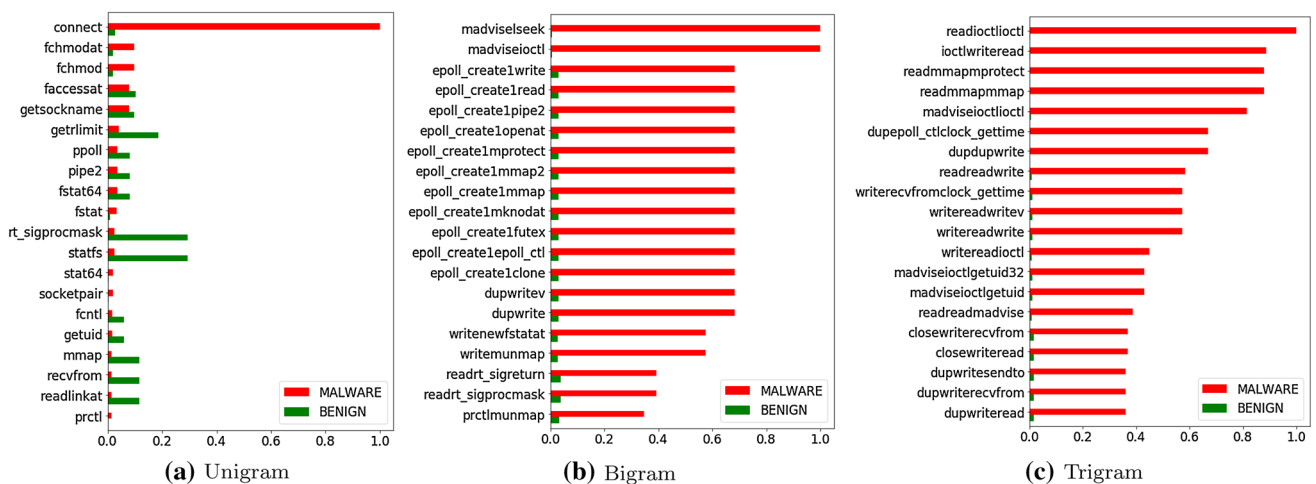 connect
fchmodat
fchmod
faccessat
getsockname
getrlimit
ppoll
pipe2
fstat64
fstat
rt_sigprocmask
statfs
stat64
socketpair
fcntl
getuid
mmap
recvfrom
readlinkat
prctl
MALWARE
BENIGN
0.0 0.2 0.4 0.6 0.8 1.0
(a) Unigram
madviselseek
madviseioctl
epoll_create1write
epoll_create1read
epoll_create1pipe2
epoll_create1openat
epoll_create1mprotect
epoll_create1mmap2
epoll_create1mmap
epoll_create1mknodat
epoll_create1futex
epoll_create1epoll_ctl
epoll_create1clone
dupwritev
dupwrite
writenewfstatat
writemunmap
readrt_sigreturn
readrt_sigprocmask
prctlmunmap
MALWARE
BENIGN
0.0 0.2 0.4 0.6 0.8 1.0
(b) Bigram
readioctlioctl
ioctlwriteread
readmmapmprotect
readmmapmmap
madviseioctlioctl
dupepoll_ctlclock_gettime
dupdupwrite
readreadwrite
writerecvfromclock_gettime
writereadwritev
writereadwrite
writereadioctl
madviseioctlgetuid32
madviseioctlgetuid
readreadmadvise
closewriterecvfrom
closewriteread
dupwritesendto
dupwriterecvfrom
dupwriteread
MALWARE
BENIGN
0.0 0.2 0.4 0.6 0.8 1.0
(c) Trigram